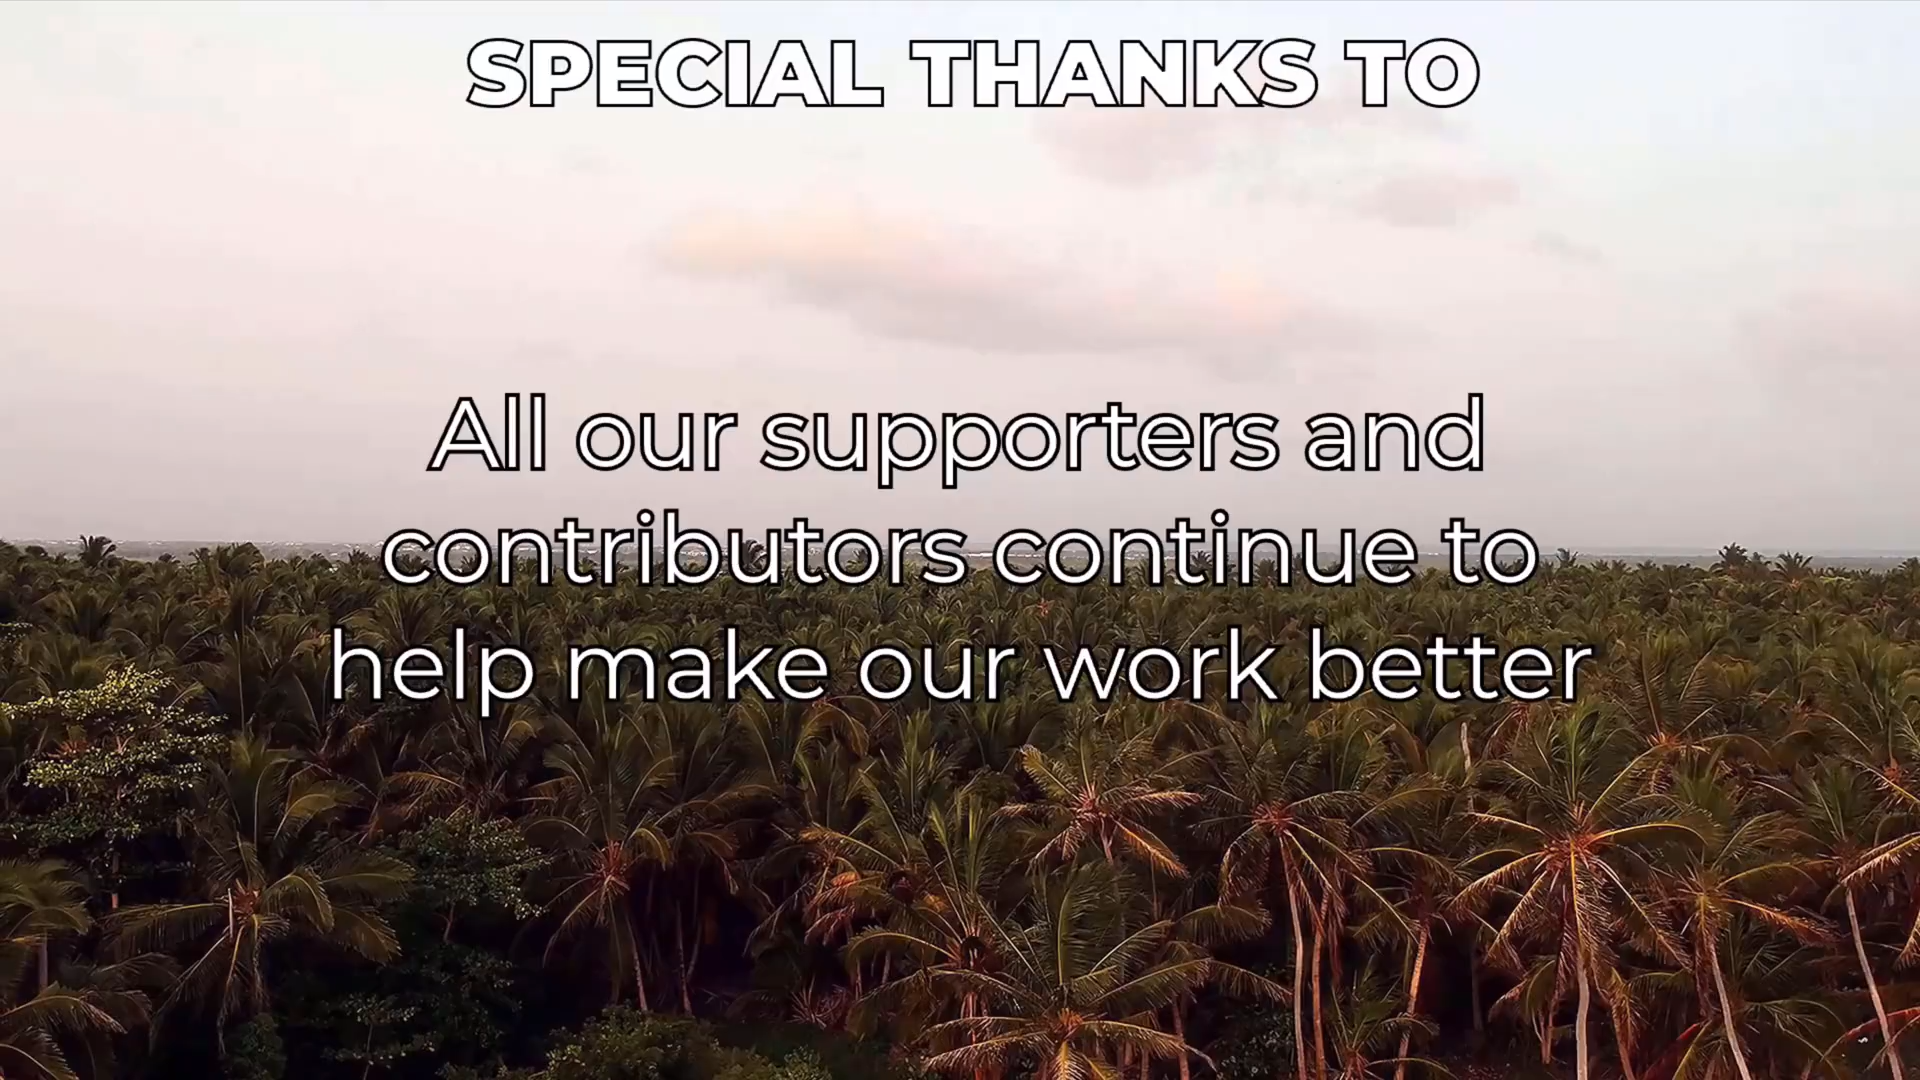 SPECIAL THANKS TO
All our supporters and
contributors continue to
help make our work better